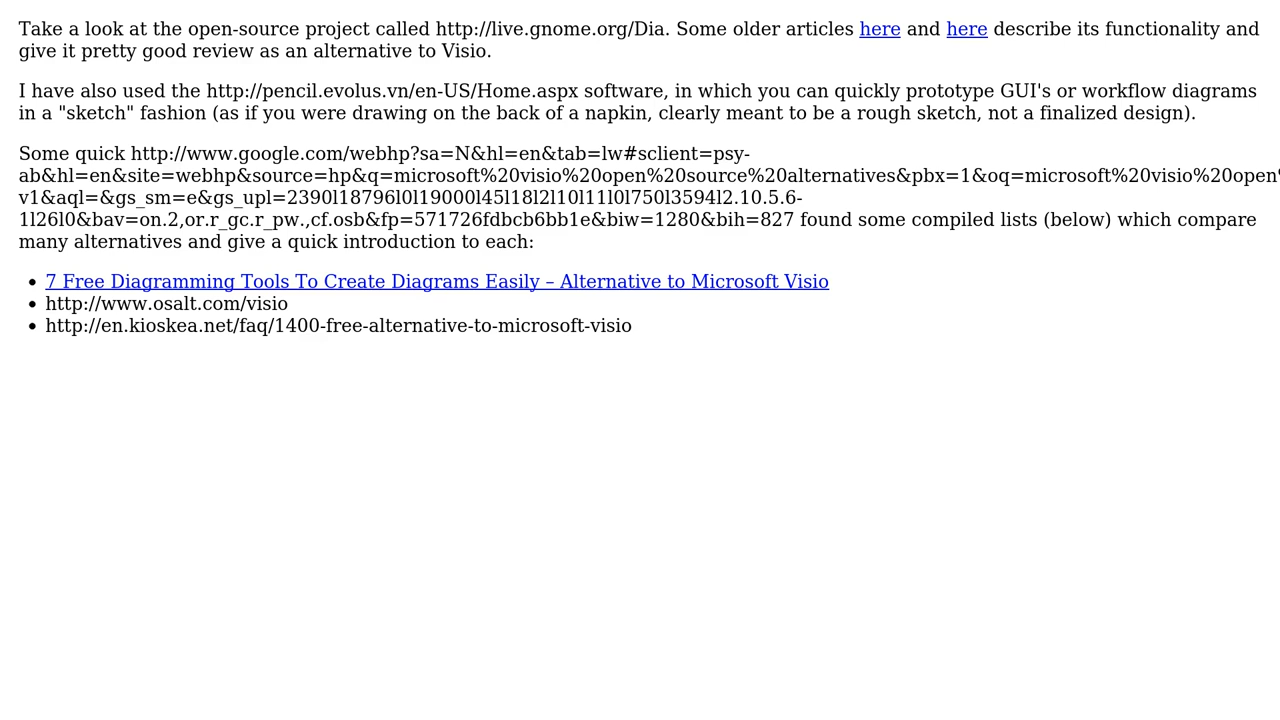 Take a look at the open-source project called http://live.gnome.org/Dia. Some older articles here and here describe its functionality and
give it pretty good review as an alternative to Visio.
I have also used the http://pencil.evolus.vn/en-US/Home.aspx software, in which you can quickly prototype GUI's or workflow diagrams
in a "sketch" fashion (as if you were drawing on the back of a napkin, clearly meant to be a rough sketch, not a finalized design).
Some quick http://www.google.com/webhp?sa=N&hl=en&tab=lw#sclient=psy-
ab&hl=en&site=webhp&source=hp&q=microsoft%20visio%20open%20source%20alternatives&pbx=1&oq=microsoft%20visio%20open%
v1&aql=&gs_sm=e&gs_upl=2390l18796l0l19000l45l18l2l10l11l0l750l3594l2.10.5.6-
1l26l0&bav=on.2,or.r_gc.r_pw.,cf.osb&fp=571726fdbcb6bb1e&biw=1280&bih=827 found some compiled lists (below) which compare
many alternatives and give a quick introduction to each:
• 7 Free Diagramming Tools To Create Diagrams Easily – Alternative to Microsoft Visio
• http://www.osalt.com/visio
• http://en.kioskea.net/faq/1400-free-alternative-to-microsoft-visio